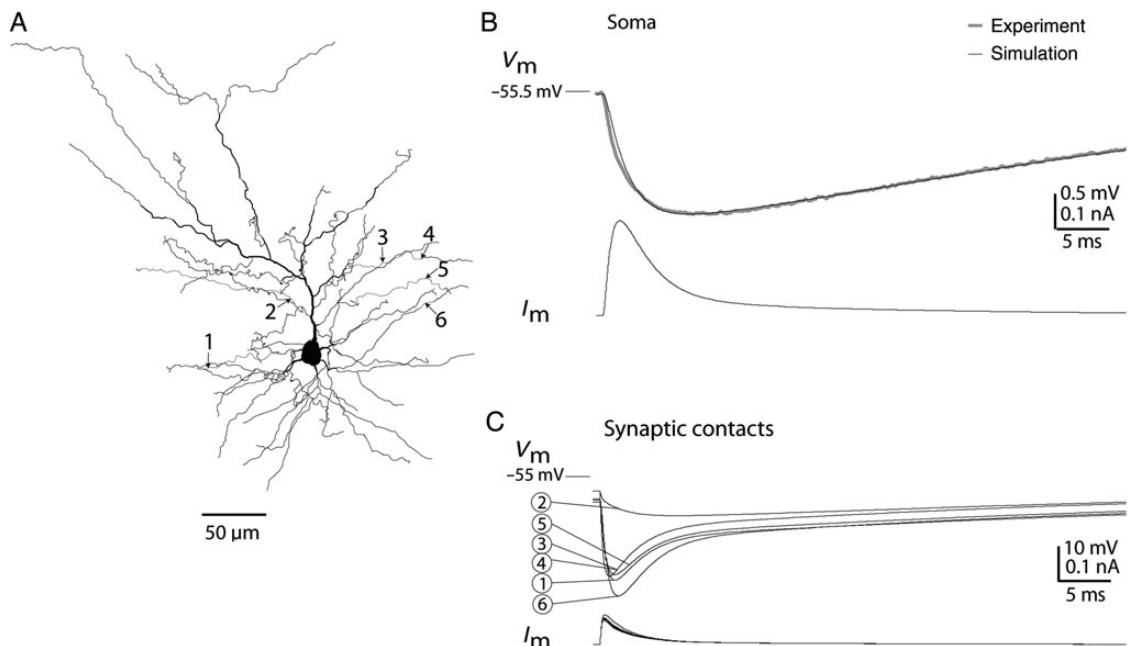 A
1
2
3
4
5
6
50 µm
B
Soma
Experiment
Simulation
Vm
–55.5 mV
0.5 mV
0.1 nA
5 ms
Im
C
Synaptic contacts
Vm
–55 mV
2
5
3
4
1
6
10 mV
0.1 nA
5 ms
Im